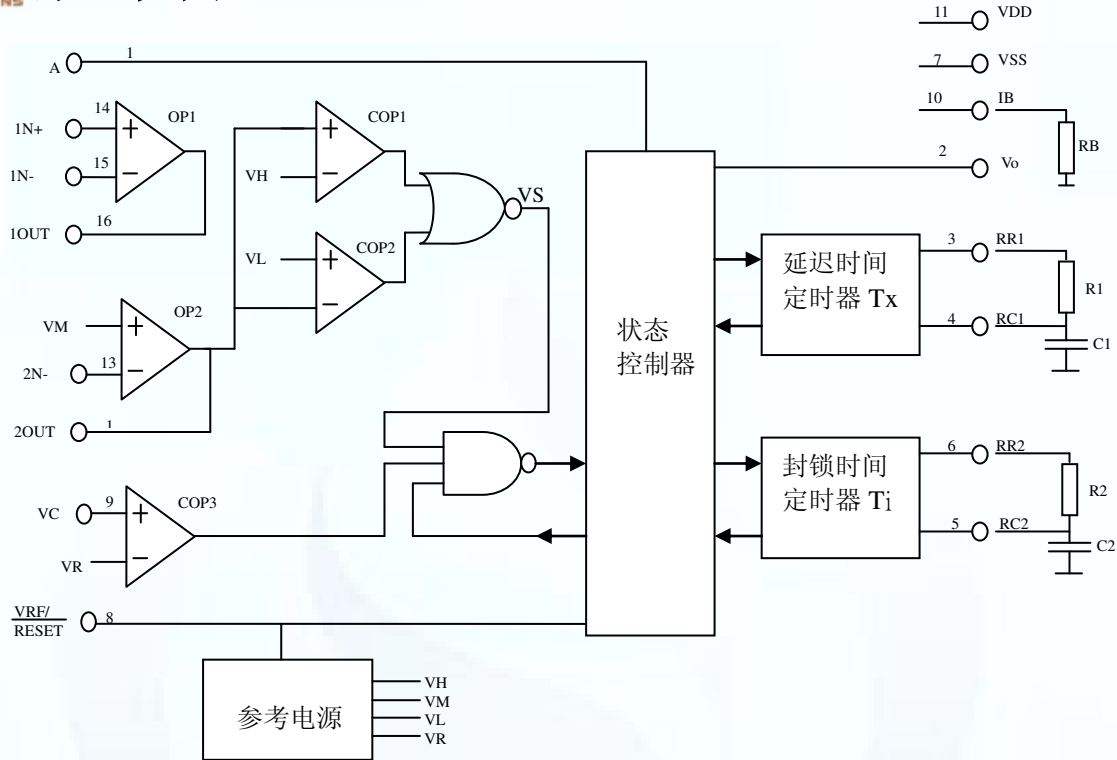 NS
11 VDD
7 VSS
10 IB
RB
2 Vo
A 1
1N+ 14
1N- 15
OP1
1OUT 16
COP1
VH
VS
VL
COP2
OP2
VM
2N- 13
2OUT 1
VC 9
COP3
VR
VRF/
RESET
8
状态
控制器
延迟时间
定时器 Tx
3 RR1
R1
4 RC1
C1
封锁时间
定时器 Ti
6 RR2
R2
5 RC2
C2
参考电源
VH
VM
VL
VR